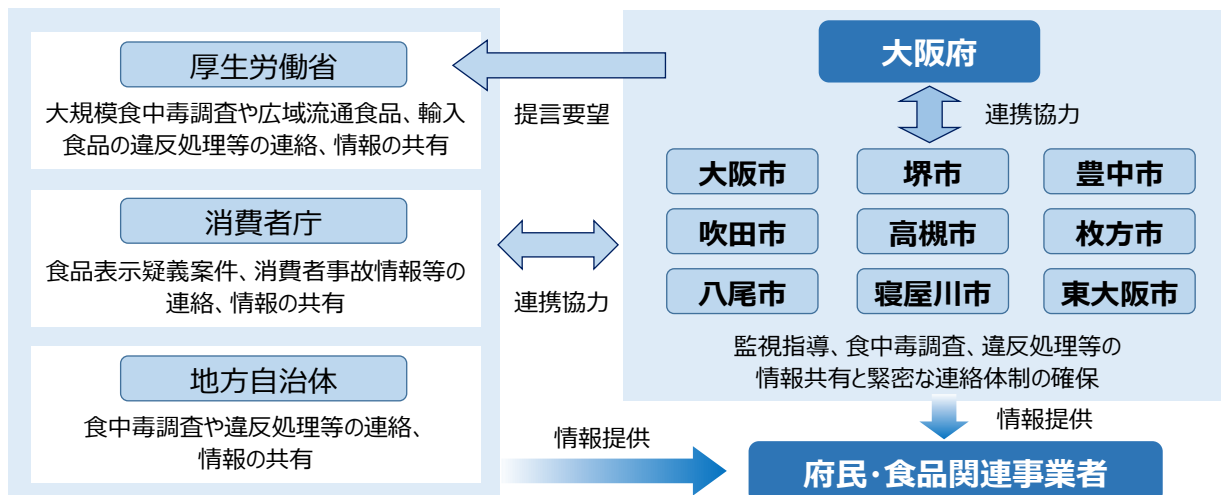 厚生労働省
大規模食中毒調査や広域流通食品、輸入
食品の違反処理等の連絡、情報の共有
消費者庁
食品表示疑義案件、消費者事故情報等の
連絡、情報の共有
地方自治体
食中毒調査や違反処理等の連絡、
情報の共有
提言要望
連携協力
情報提供
大阪府
連携協力
大阪市
堺市
豊中市
吹田市
高槻市
枚方市
八尾市
寝屋川市
東大阪市
監視指導、食中毒調査、違反処理等の
情報共有と緊密な連絡体制の確保
情報提供
府民・食品関連事業者